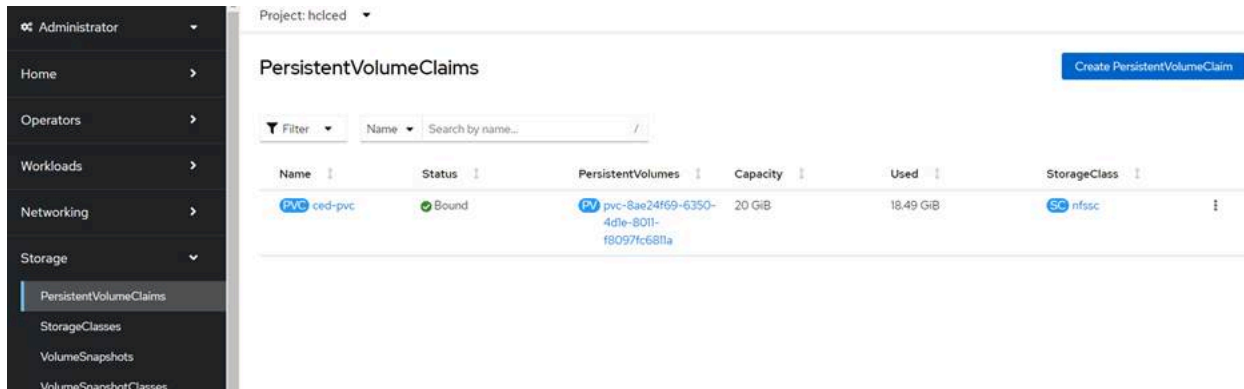 Project: hclced
Administrator
Home
Operators
Workloads
Networking
Storage
PersistentVolumeClaims
StorageClasses
VolumeSnapshots
VolumeSnapshotClasses
PersistentVolumeClaims
Create PersistentVolumeClaim
Filter Name Search by name... /
Name Status PersistentVolumes Capacity Used StorageClass
PVC ced-pvc Bound PV pvc-8ae24f69-6350- 20 GiB 18.49 GiB SC nfssc
4d1e-8011-
f8097fc6811a